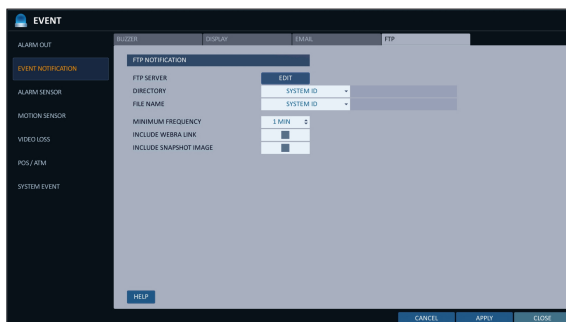 EVENT
BUZZER DISPLAY EMAIL FTP
ALARM OUT
EVENT NOTIFICATION
ALARM SENSOR
MOTION SENSOR
VIDEO LOSS
POS / ATM
SYSTEM EVENT
FTP NOTIFICATION
FTP SERVER EDIT
DIRECTORY SYSTEM ID
FILE NAME SYSTEM ID
MINIMUM FREQUENCY 1 MIN
INCLUDE WEBRA LINK
INCLUDE SNAPSHOT IMAGE
HELP
CANCEL APPLY CLOSE